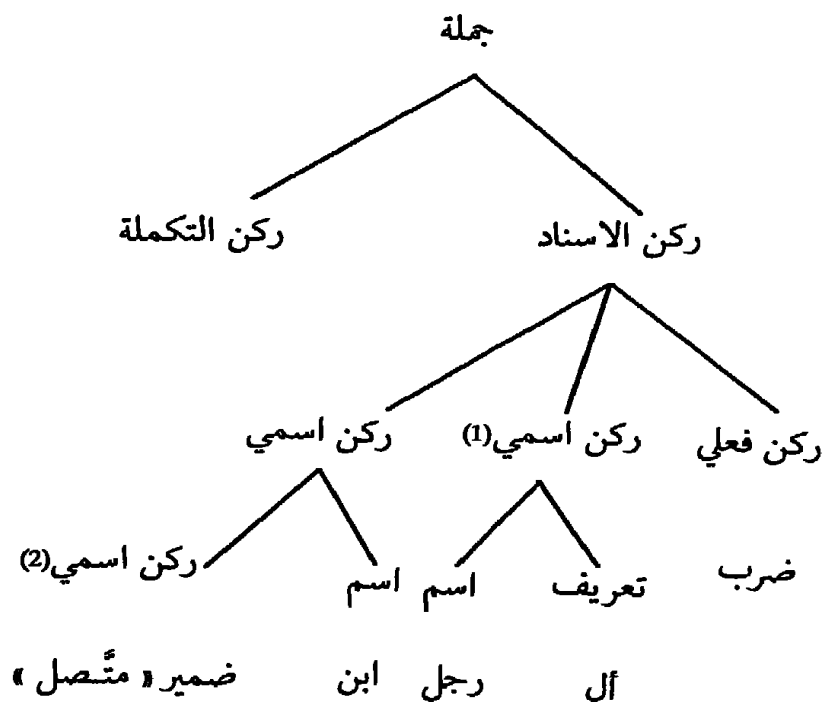 جملة
ركن الاسناد ركن التكملة
ركن فعلي ركن اسمي(1) ركن اسمي
ضرب تعريف اسم اسم ركن اسمي(2)
أل رجل ابن ضمير « متَّصل »